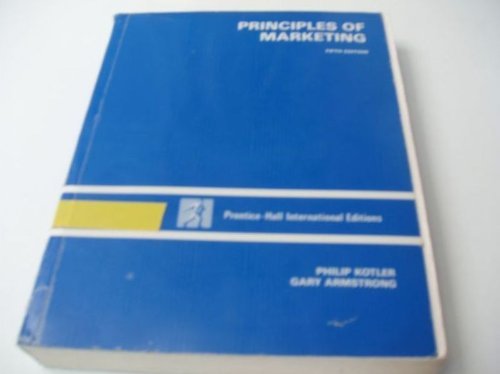 PRINCIPLES OF
MARKETING
FIFTH EDITION
Prentice-Hall International Editions
PHILIP KOTLER
GARY ARMSTRONG